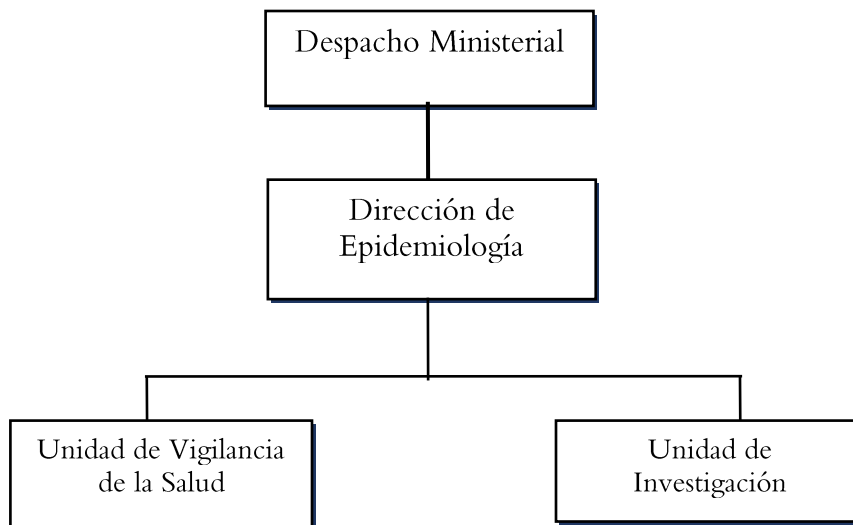 Despacho Ministerial
Dirección de
Epidemiología
Unidad de Vigilancia
de la Salud
Unidad de
Investigación